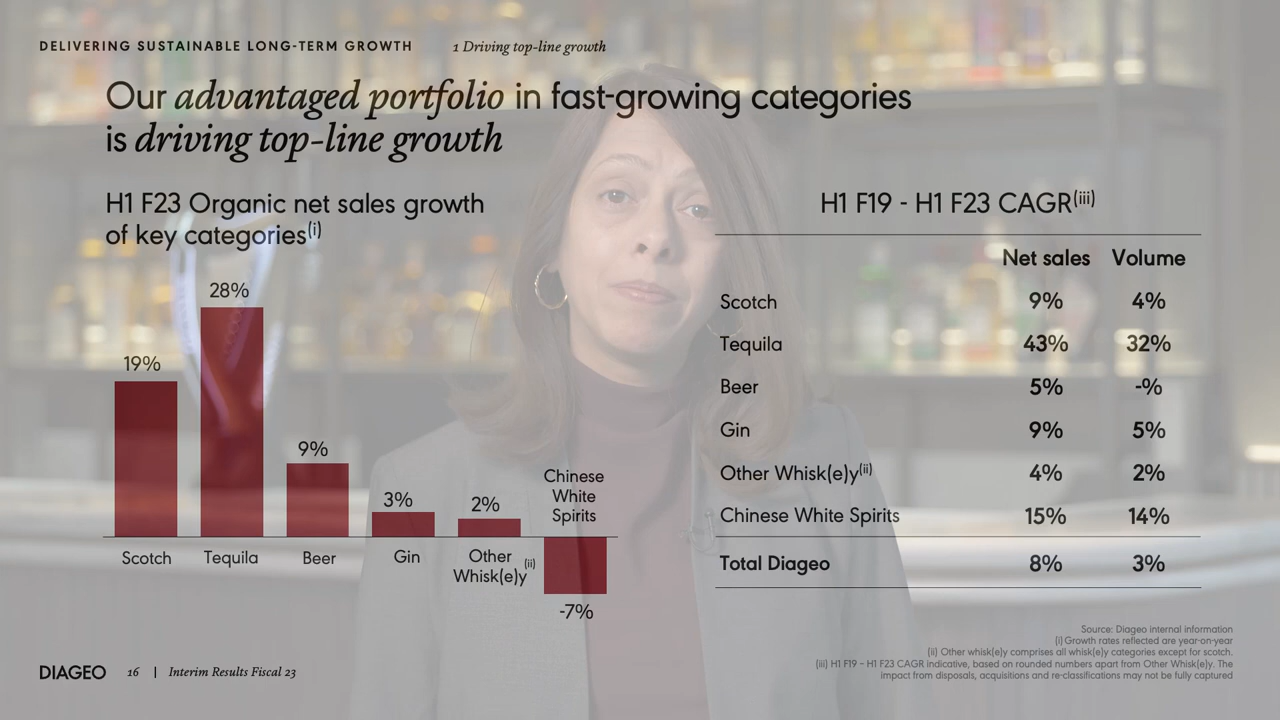 DELIVERING SUSTAINABLE LONG-TERM GROWTH 1 Driving top-line growth
Our advantaged portfolio in fast-growing categories
is driving top-line growth
H1 F23 Organic net sales growth
of key categories(i)
19%
28%
9%
3%
2%
Chinese
White
Spirits
Scotch
Tequila
Beer
Gin
Other
Whisk(e)y(ii)
-7%
H1 F19 - H1 F23 CAGR(iii)
Net sales Volume
Scotch 9% 4%
Tequila 43% 32%
Beer 5% -%
Gin 9% 5%
Other Whisk(e)y(ii) 4% 2%
Chinese White Spirits 15% 14%
Total Diageo 8% 3%
Source: Diageo internal information
(i) Growth rates reflected are year-on-year
(ii) Other whisk(e)y comprises all whisk(e)y categories except for scotch.
(iii) H1 F19 – H1 F23 CAGR indicative, based on rounded numbers apart from Other Whisk(e)y. The
impact from disposals, acquisitions and re-classifications may not be fully captured
DIAGEO 16 | Interim Results Fiscal 23